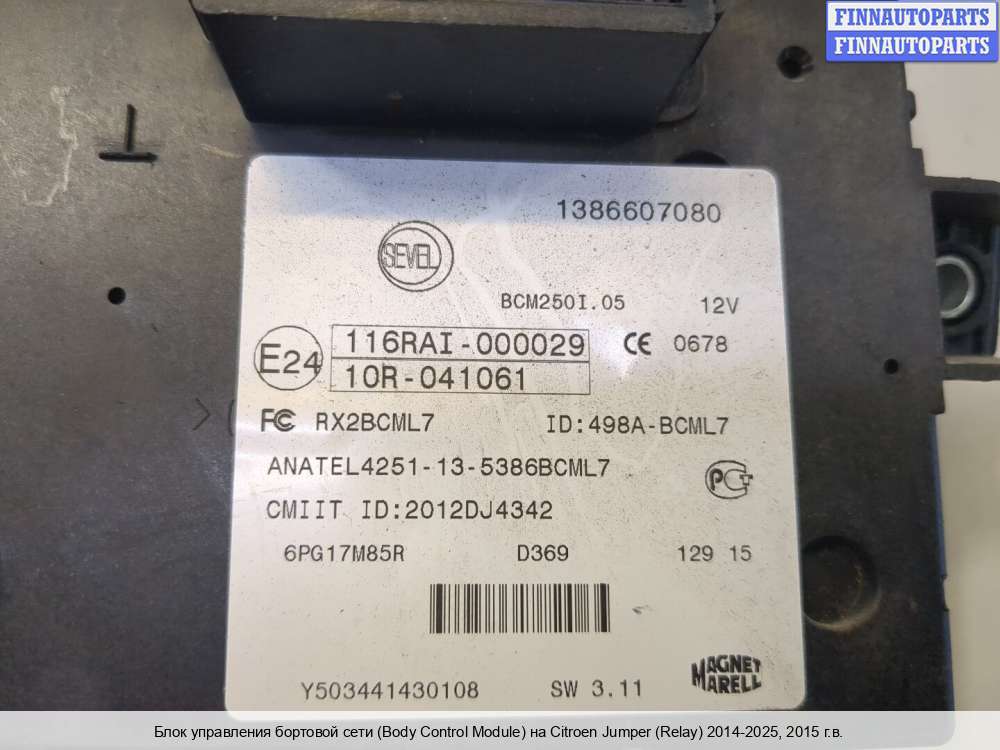 FINNAUTOPARTS
FINNAUTOPARTS
1386607080
SEVEL
BCM250I.05 12V
E24 116RAI-000029 CE 0678
10R-041061
FC RX2BCML7 ID:498A-BCML7
ANATEL4251-13-5386BCML7
CMIIT ID:2012DJ4342
6PG17M85R D369 129 15
MAGNETI
MARELLI
Y503441430108 SW 3.11
Блок управления бортовой сети (Body Control Module) на Citroen Jumper (Relay) 2014-2025, 2015 г.в.